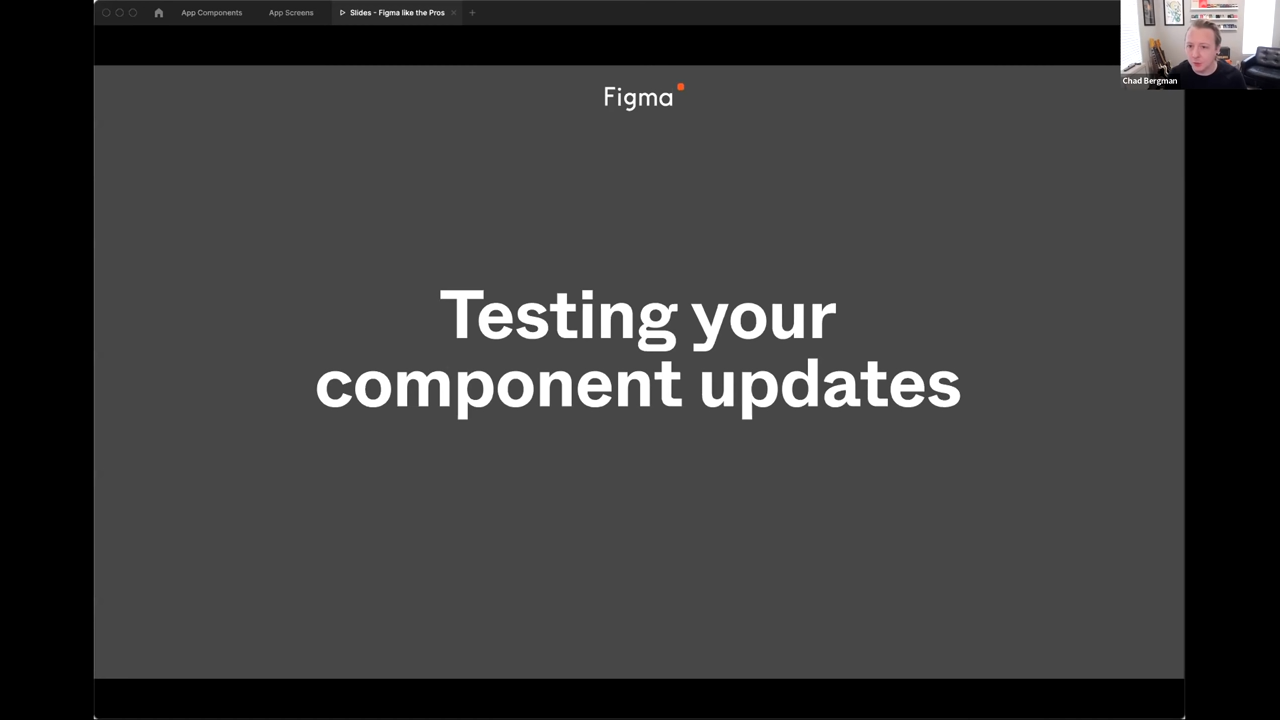 App Components
App Screens
Slides - Figma like the Pros
Chad Bergman
Figma
Testing your
component updates